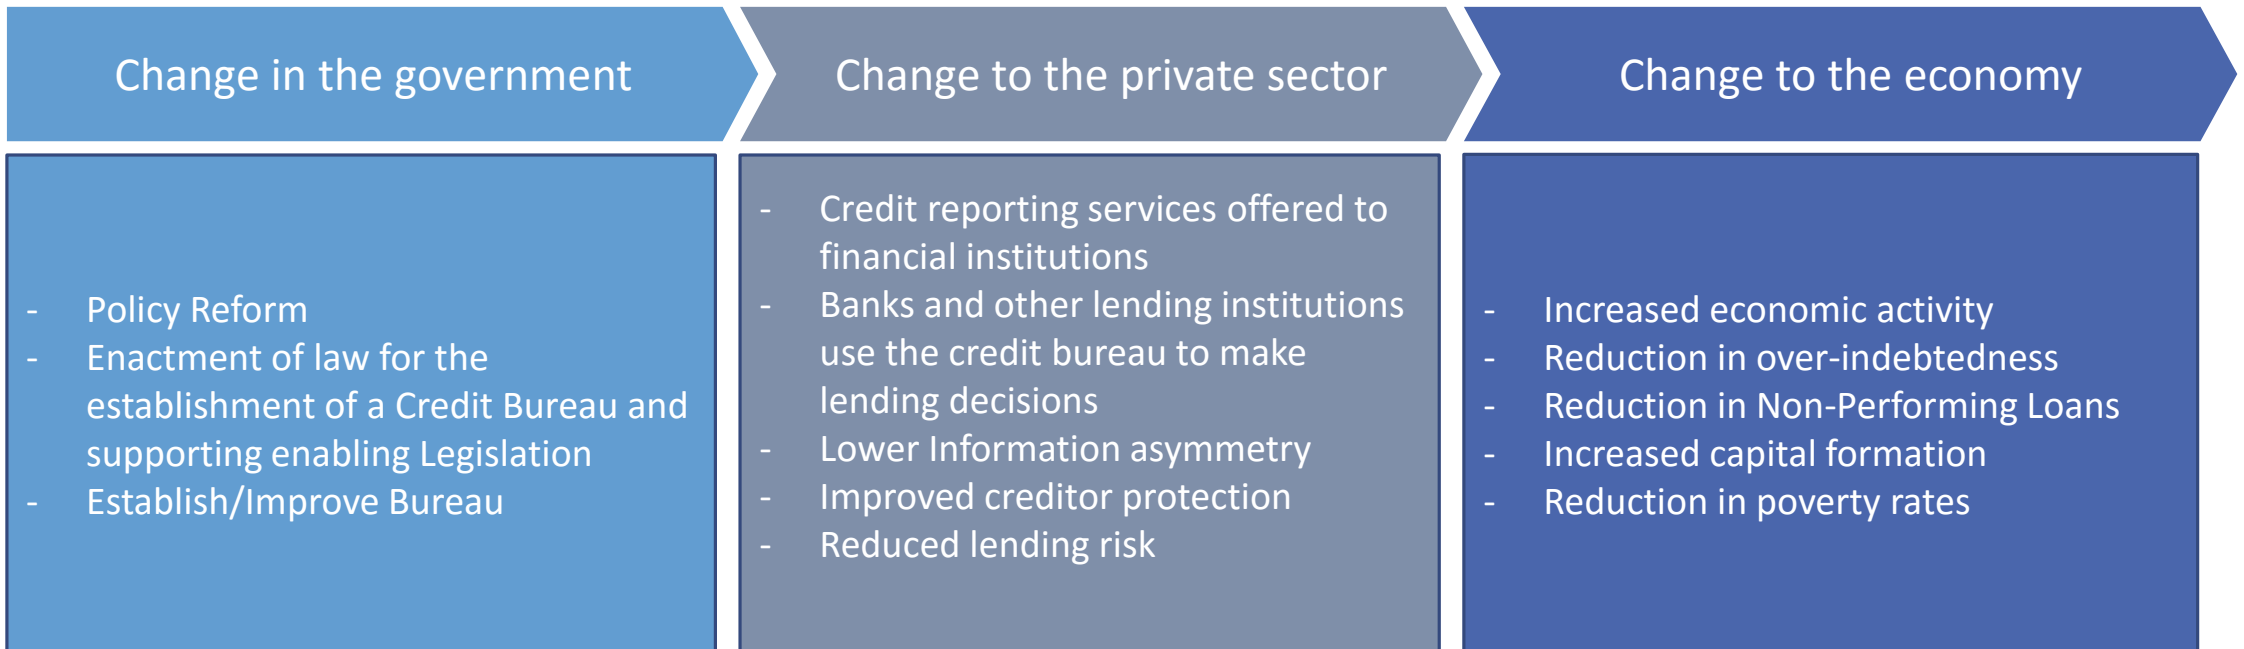 Change in the government
Change to the private sector
Change to the economy
- Policy Reform
- Enactment of law for the
establishment of a Credit Bureau and
supporting enabling Legislation
- Establish/Improve Bureau
- Credit reporting services offered to
financial institutions
- Banks and other lending institutions
use the credit bureau to make
lending decisions
- Lower Information asymmetry
- Improved creditor protection
- Reduced lending risk
- Increased economic activity
- Reduction in over-indebtedness
- Reduction in Non-Performing Loans
- Increased capital formation
- Reduction in poverty rates